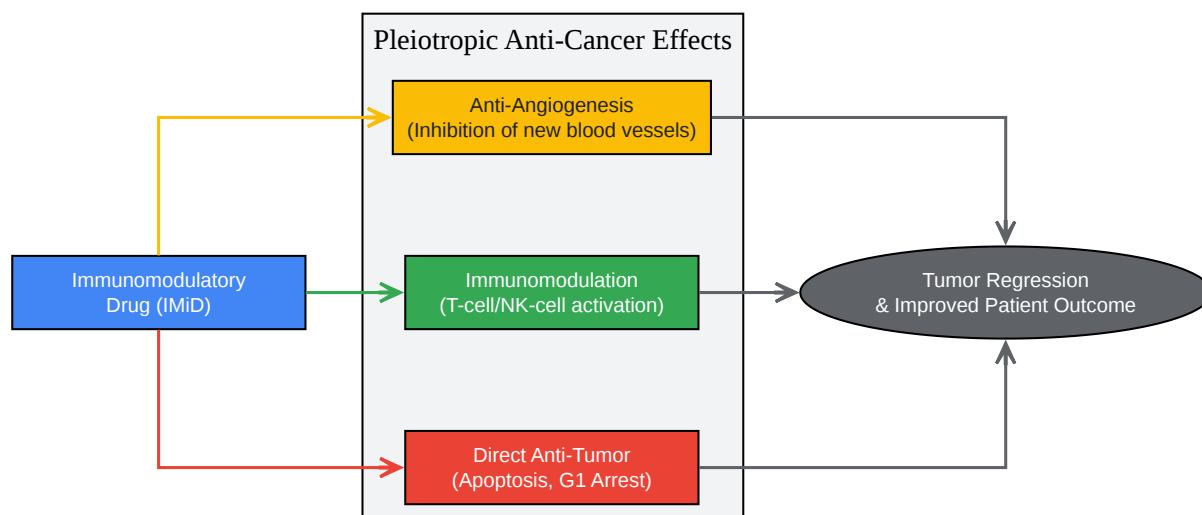 Pleiotropic Anti-Cancer Effects
Anti-Angiogenesis
(Inhibition of new blood vessels)
Immunomodulatory
Drug (IMiD)
Immunomodulation
(T-cell/NK-cell activation)
Tumor Regression
& Improved Patient Outcome
Direct Anti-Tumor
(Apoptosis, G1 Arrest)